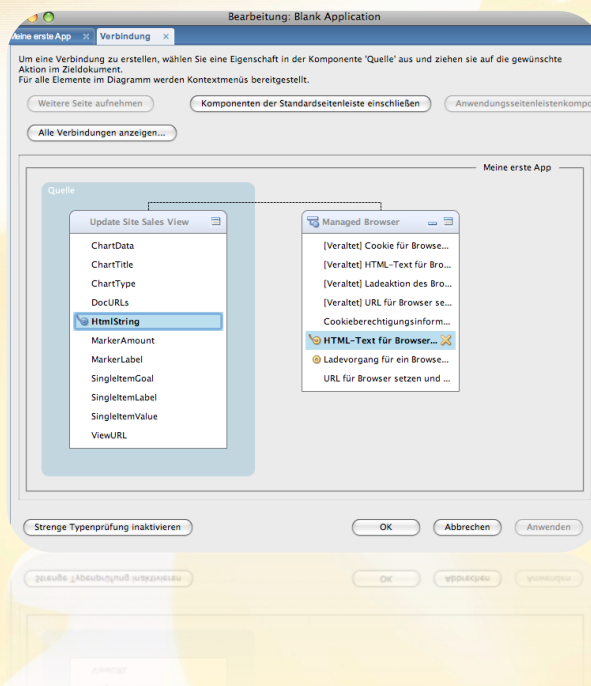 Bearbeitung: Blank Application
Meine erste App
Verbindung
Um eine Verbindung zu erstellen, wählen Sie eine Eigenschaft in der Komponente 'Quelle' aus und ziehen sie auf die gewünschte
Aktion im Zieldokument.
Für alle Elemente im Diagramm werden Kontextmenüs bereitgestellt.
Weitere Seite aufnehmen
Komponenten der Standardseitenleiste einschließen
Anwendungsseitenleistenkompo
Alle Verbindungen anzeigen...
Meine erste App
Quelle
Update Site Sales View
ChartData
ChartTitle
ChartType
DocURLs
HtmlString
MarkerAmount
MarkerLabel
SingleItemGoal
SingleItemLabel
SingleItemValue
ViewURL
Managed Browser
[Veraltet] Cookie für Browse...
[Veraltet] HTML-Text für Bro...
[Veraltet] Ladeaktion des Bro...
[Veraltet] URL für Browser se...
Cookieberechtigungsinform...
HTML-Text für Browser...
Ladevorgang für ein Browse...
URL für Browser setzen und ...
Strenge Typenprüfung inaktivieren
OK
Abbrechen
Anwenden